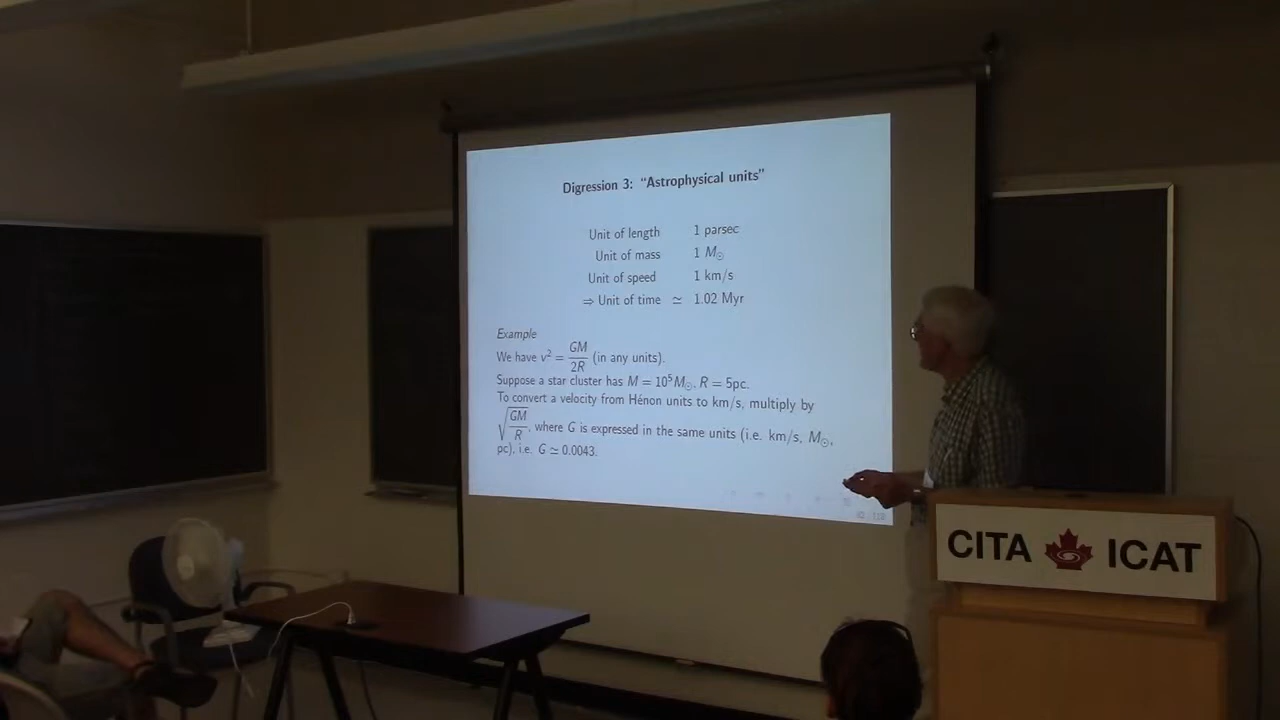 Digression 3: “Astrophysical units”
Unit of length 1 parsec
Unit of mass 1 M☉
Unit of speed 1 km/s
⇒ Unit of time ≃ 1.02 Myr
Example
We have v² = GM/2R (in any units).
Suppose a star cluster has M = 10⁵M☉, R = 5pc.
To convert a velocity from Hénon units to km/s, multiply by
√(GM/R), where G is expressed in the same units (i.e. km/s, M☉,
pc), i.e. G ≃ 0.0043.
CITA ICAT